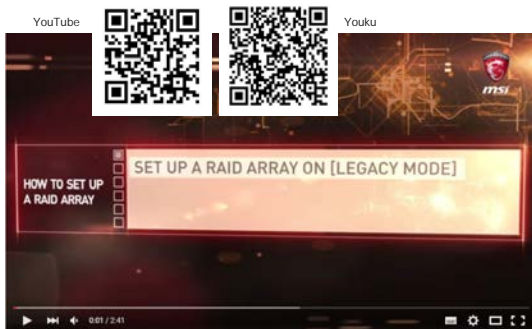 YouTube
Youku
msi
SET UP A RAID ARRAY ON [LEGACY MODE]
HOW TO SET UP
A RAID ARRAY
0:01 / 2:41